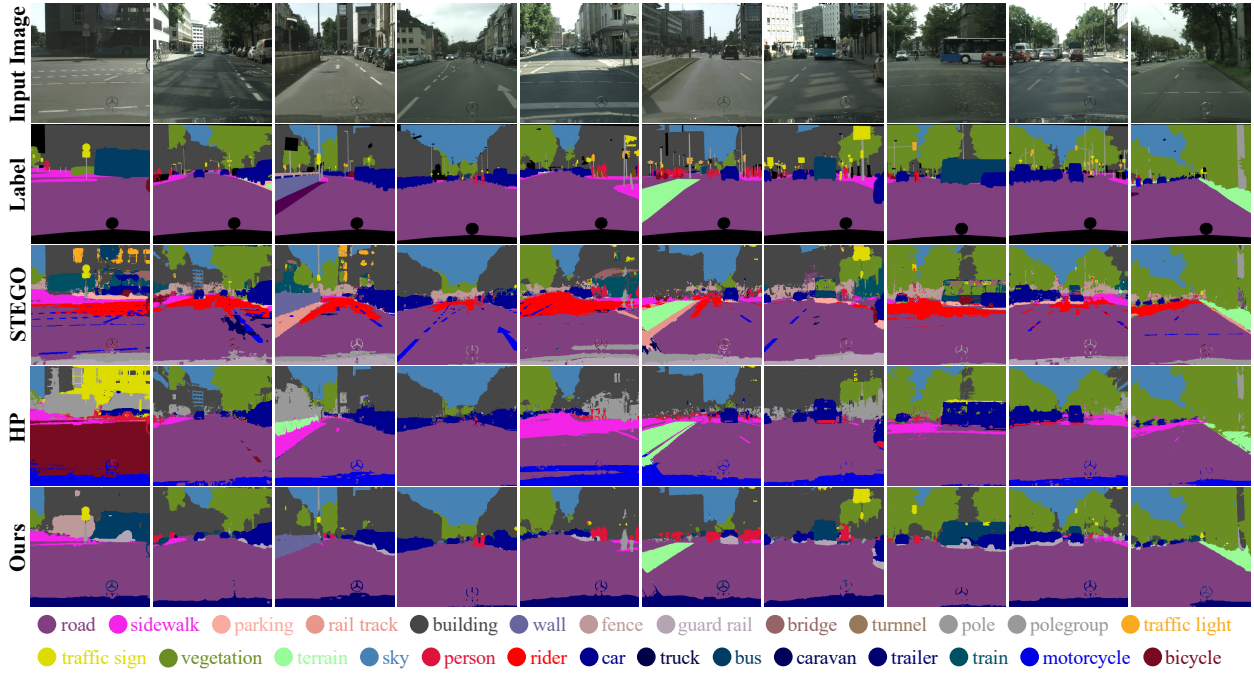 Input Image
Label
STEGO
HP
Ours
road sidewalk parking rail track building wall fence guard rail bridge turnnel pole polegroup traffic light
traffic sign vegetation terrain sky person rider car truck bus caravan trailer train motorcycle bicycle